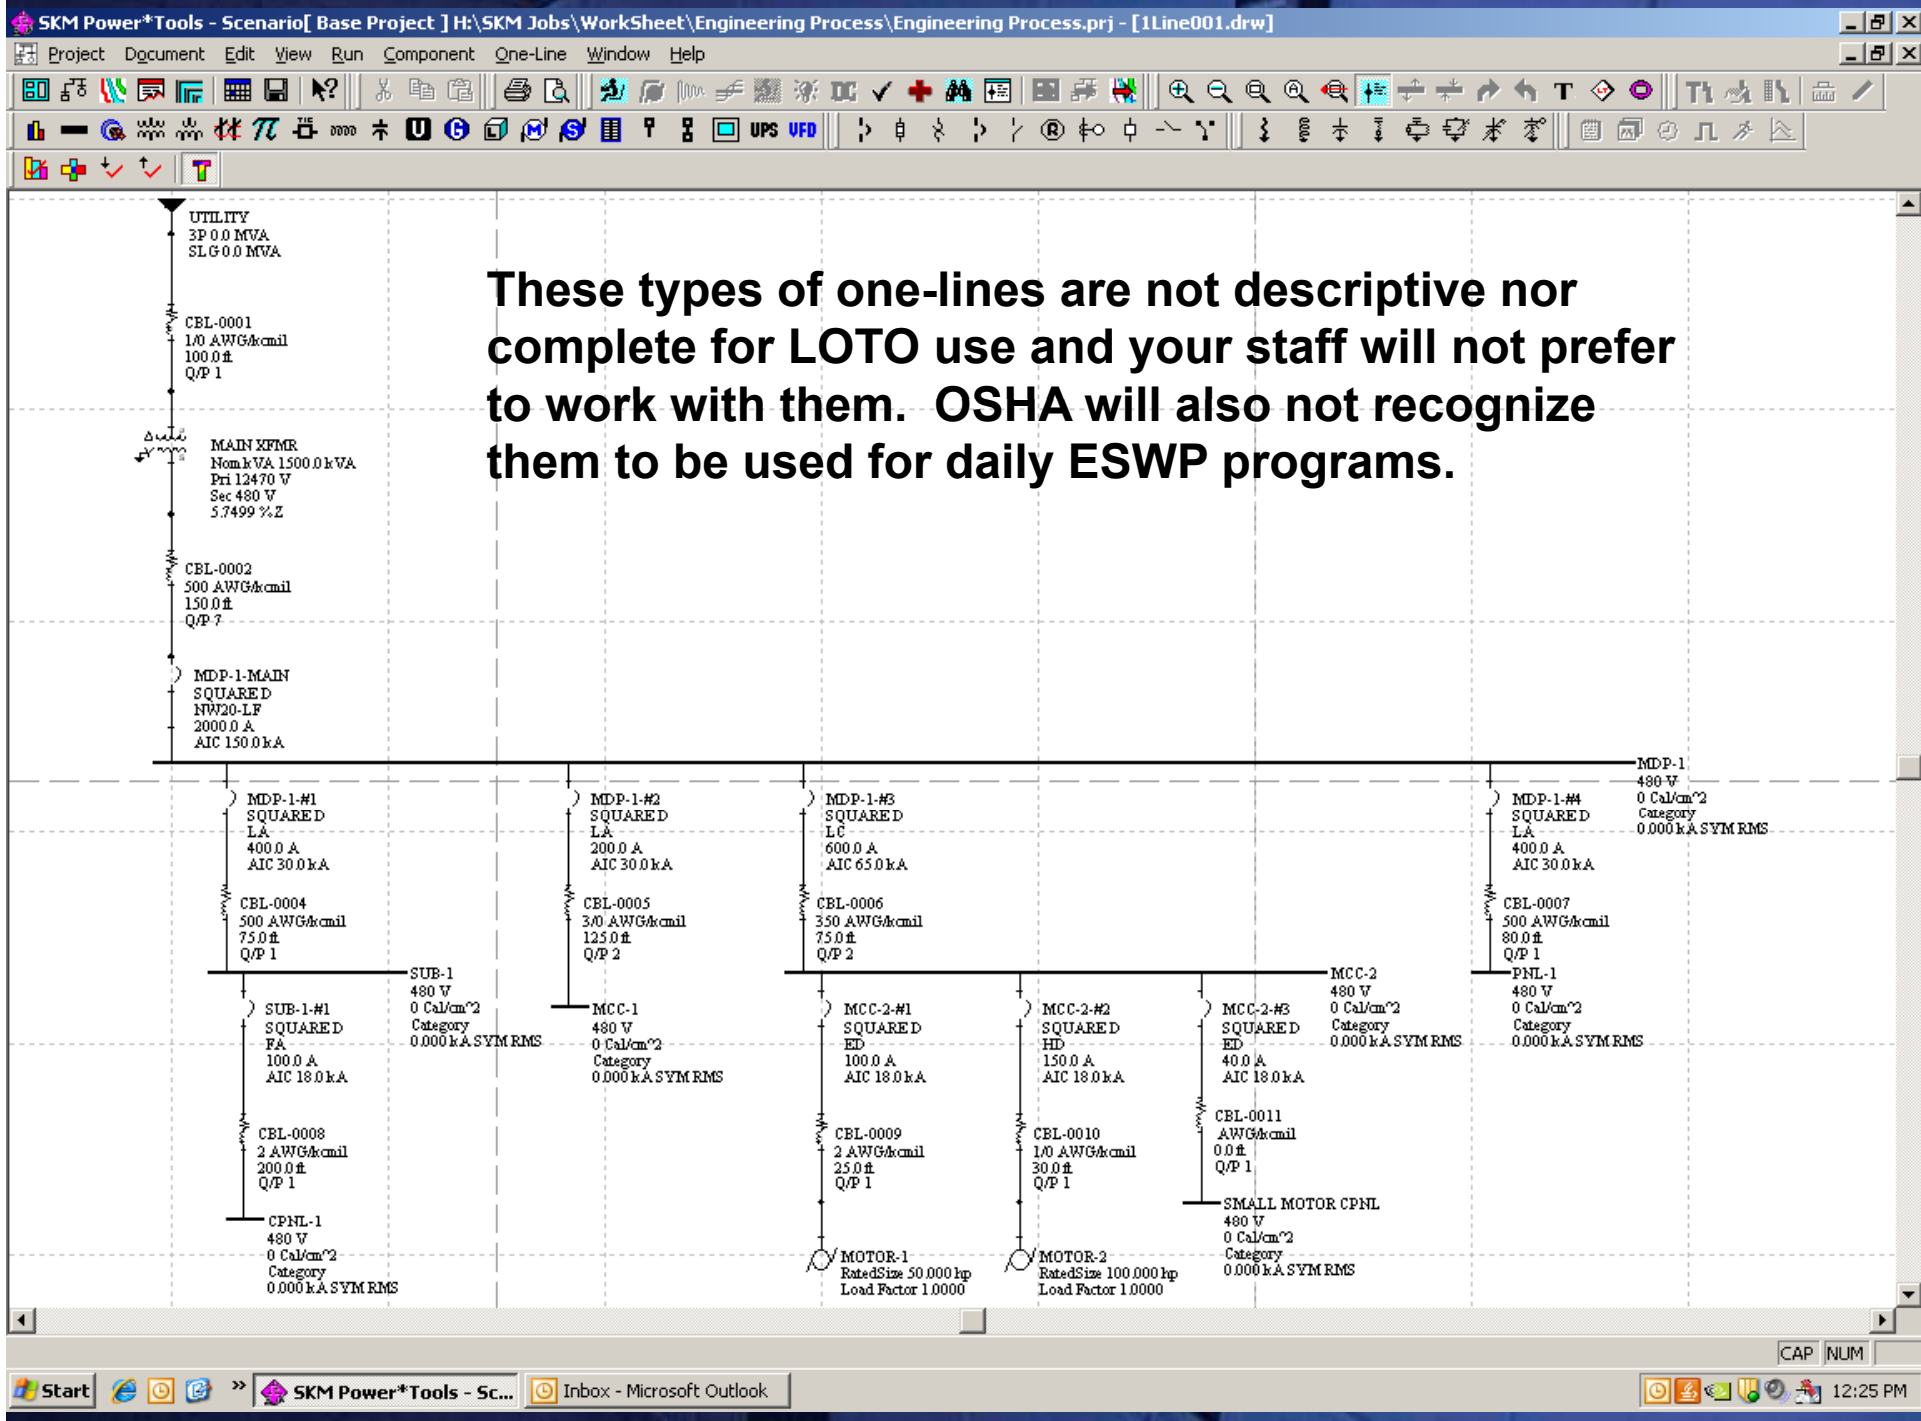 SKM Power*Tools - Scenario[ Base Project ] H:\SKM Jobs\WorkSheet\Engineering Process\Engineering Process.prj - [1Line001.drw]
Project Document Edit View Run Component One-Line Window Help
UPS VFD
UTILITY
3P 0.0 MVA
SLG 0.0 MVA
These types of one-lines are not descriptive nor
complete for LOTO use and your staff will not prefer
to work with them. OSHA will also not recognize
them to be used for daily ESWP programs.
CBL-0001
1/0 AWG/kcmil
100.0 ft
Q/P 1
MAIN XFMR
Nom kVA 1500.0 kVA
Pri 12470 V
Sec 480 V
5.7499 %Z
CBL-0002
500 AWG/kcmil
150.0 ft
Q/P 7
MDP-1-MAIN
SQUARE D
NW20-LF
2000.0 A
AIC 150.0 kA
MDP-1
480 V
0 Cal/cm^2
Category
0.000 kA SYM RMS
MDP-1-#1
SQUARE D
LA
400.0 A
AIC 30.0 kA
MDP-1-#2
SQUARE D
LA
200.0 A
AIC 30.0 kA
MDP-1-#3
SQUARE D
LC
600.0 A
AIC 65.0 kA
MDP-1-#4
SQUARE D
LA
400.0 A
AIC 30.0 kA
CBL-0004
500 AWG/kcmil
75.0 ft
Q/P 1
CBL-0005
3/0 AWG/kcmil
125.0 ft
Q/P 2
CBL-0006
350 AWG/kcmil
75.0 ft
Q/P 2
CBL-0007
500 AWG/kcmil
80.0 ft
Q/P 1
SUB-1
480 V
0 Cal/cm^2
Category
0.000 kA SYM RMS
MCC-2
480 V
0 Cal/cm^2
Category
0.000 kA SYM RMS
PNL-1
480 V
0 Cal/cm^2
Category
0.000 kA SYM RMS
SUB-1-#1
SQUARE D
FA
100.0 A
AIC 18.0 kA
MCC-1
480 V
0 Cal/cm^2
Category
0.000 kA SYM RMS
MCC-2-#1
SQUARE D
ED
100.0 A
AIC 18.0 kA
MCC-2-#2
SQUARE D
HD
150.0 A
AIC 18.0 kA
MCC-2-#3
SQUARE D
ED
40.0 A
AIC 18.0 kA
CBL-0008
2 AWG/kcmil
200.0 ft
Q/P 1
CBL-0009
2 AWG/kcmil
25.0 ft
Q/P 1
CBL-0010
1/0 AWG/kcmil
30.0 ft
Q/P 1
CBL-0011
AWG/kcmil
0.0 ft
Q/P 1
CPNL-1
480 V
0 Cal/cm^2
Category
0.000 kA SYM RMS
MOTOR-1
RatedSize 50.000 hp
Load Factor 1.0000
MOTOR-2
RatedSize 100.000 hp
Load Factor 1.0000
SMALL MOTOR CPNL
480 V
0 Cal/cm^2
Category
0.000 kA SYM RMS
CAP NUM
Start » SKM Power*Tools - Sc... Inbox - Microsoft Outlook 12:25 PM